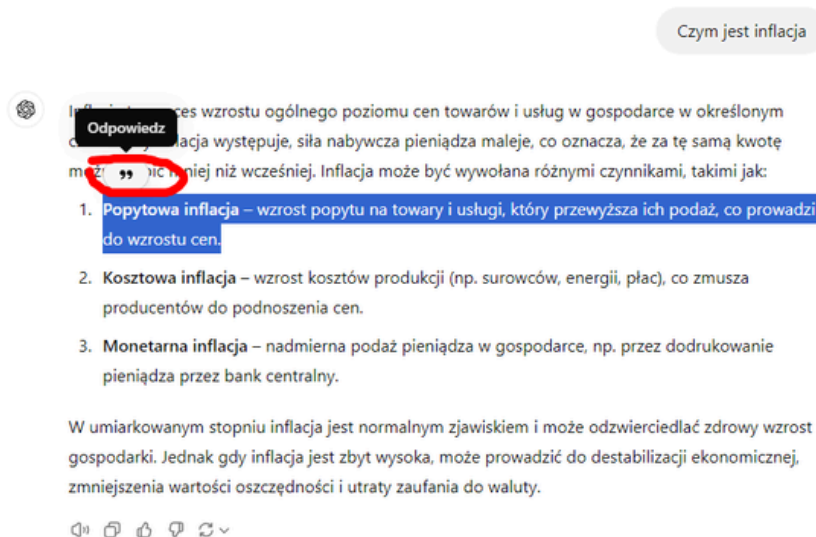 Czym jest inflacja
ces wzrostu ogólnego poziomu cen towarów i usług w gospodarce w określonym
Odpowiedz
występuje, siła nabywcza pieniądza maleje, co oznacza, że za tę samą kwotę
niż wcześniej. Inflacja może być wywołana różnymi czynnikami, takimi jak:
1. Popytowa inflacja – wzrost popytu na towary i usługi, który przewyższa ich podaż, co prowadzi
do wzrostu cen.
2. Kosztowa inflacja – wzrost kosztów produkcji (np. surowców, energii, płac), co zmusza
producentów do podnoszenia cen.
3. Monetarna inflacja – nadmierna podaż pieniądza w gospodarce, np. przez dodrukowanie
pieniądza przez bank centralny.
W umiarkowanym stopniu inflacja jest normalnym zjawiskiem i może odzwierciedlać zdrowy wzrost
gospodarki. Jednak gdy inflacja jest zbyt wysoka, może prowadzić do destabilizacji ekonomicznej,
zmniejszenia wartości oszczędności i utraty zaufania do waluty.